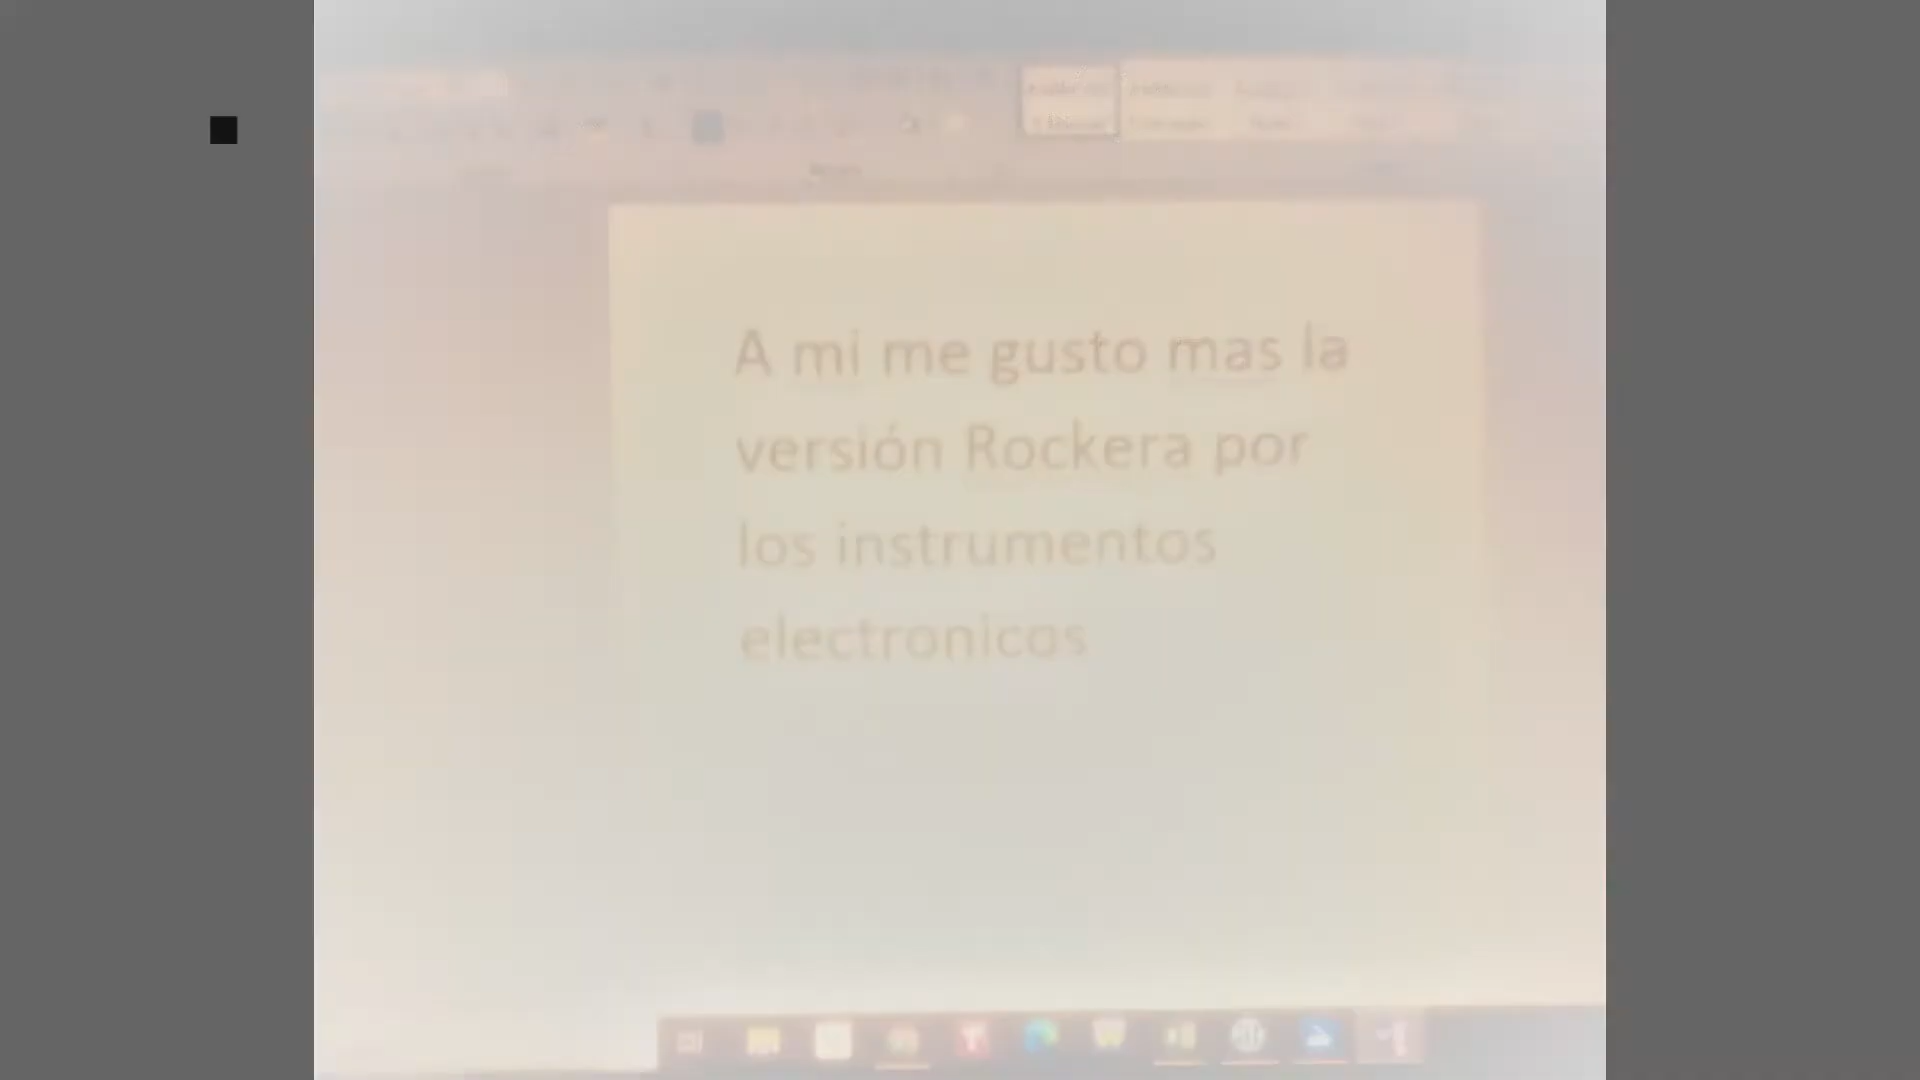 A mi me gusto mas la
versión Rockera por
los instrumentos
electronicos